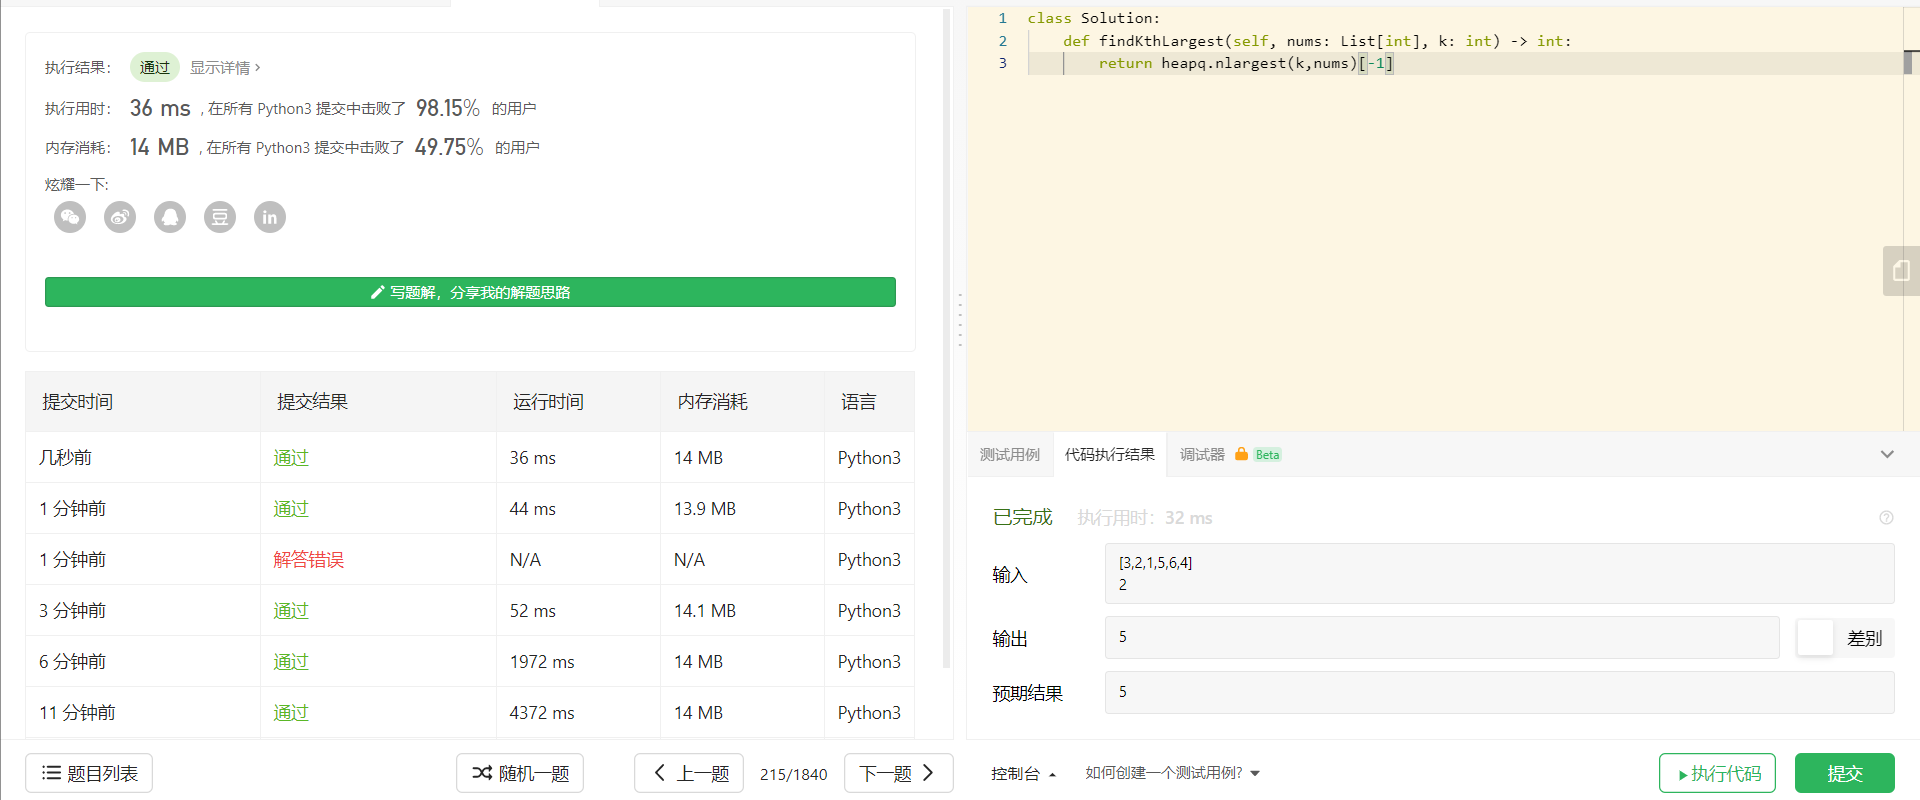 执行结果： 通过 显示详情 ›
执行用时： 36 ms , 在所有 Python3 提交中击败了 98.15% 的用户
内存消耗： 14 MB , 在所有 Python3 提交中击败了 49.75% 的用户
炫耀一下:
豆 in
写题解，分享我的解题思路
提交时间 提交结果 运行时间 内存消耗 语言
几秒前 通过 36 ms 14 MB Python3
1 分钟前 通过 44 ms 13.9 MB Python3
1 分钟前 解答错误 N/A N/A Python3
3 分钟前 通过 52 ms 14.1 MB Python3
6 分钟前 通过 1972 ms 14 MB Python3
11 分钟前 通过 4372 ms 14 MB Python3
题目列表 随机一题 上一题 215/1840 下一题
1 class Solution:
2 def findKthLargest(self, nums: List[int], k: int) -> int:
3 return heapq.nlargest(k,nums)[-1]
测试用例 代码执行结果 调试器 Beta
已完成 执行用时：32 ms
输入 [3,2,1,5,6,4]
2
输出 5 差别
预期结果 5
控制台 如何创建一个测试用例? 执行代码 提交